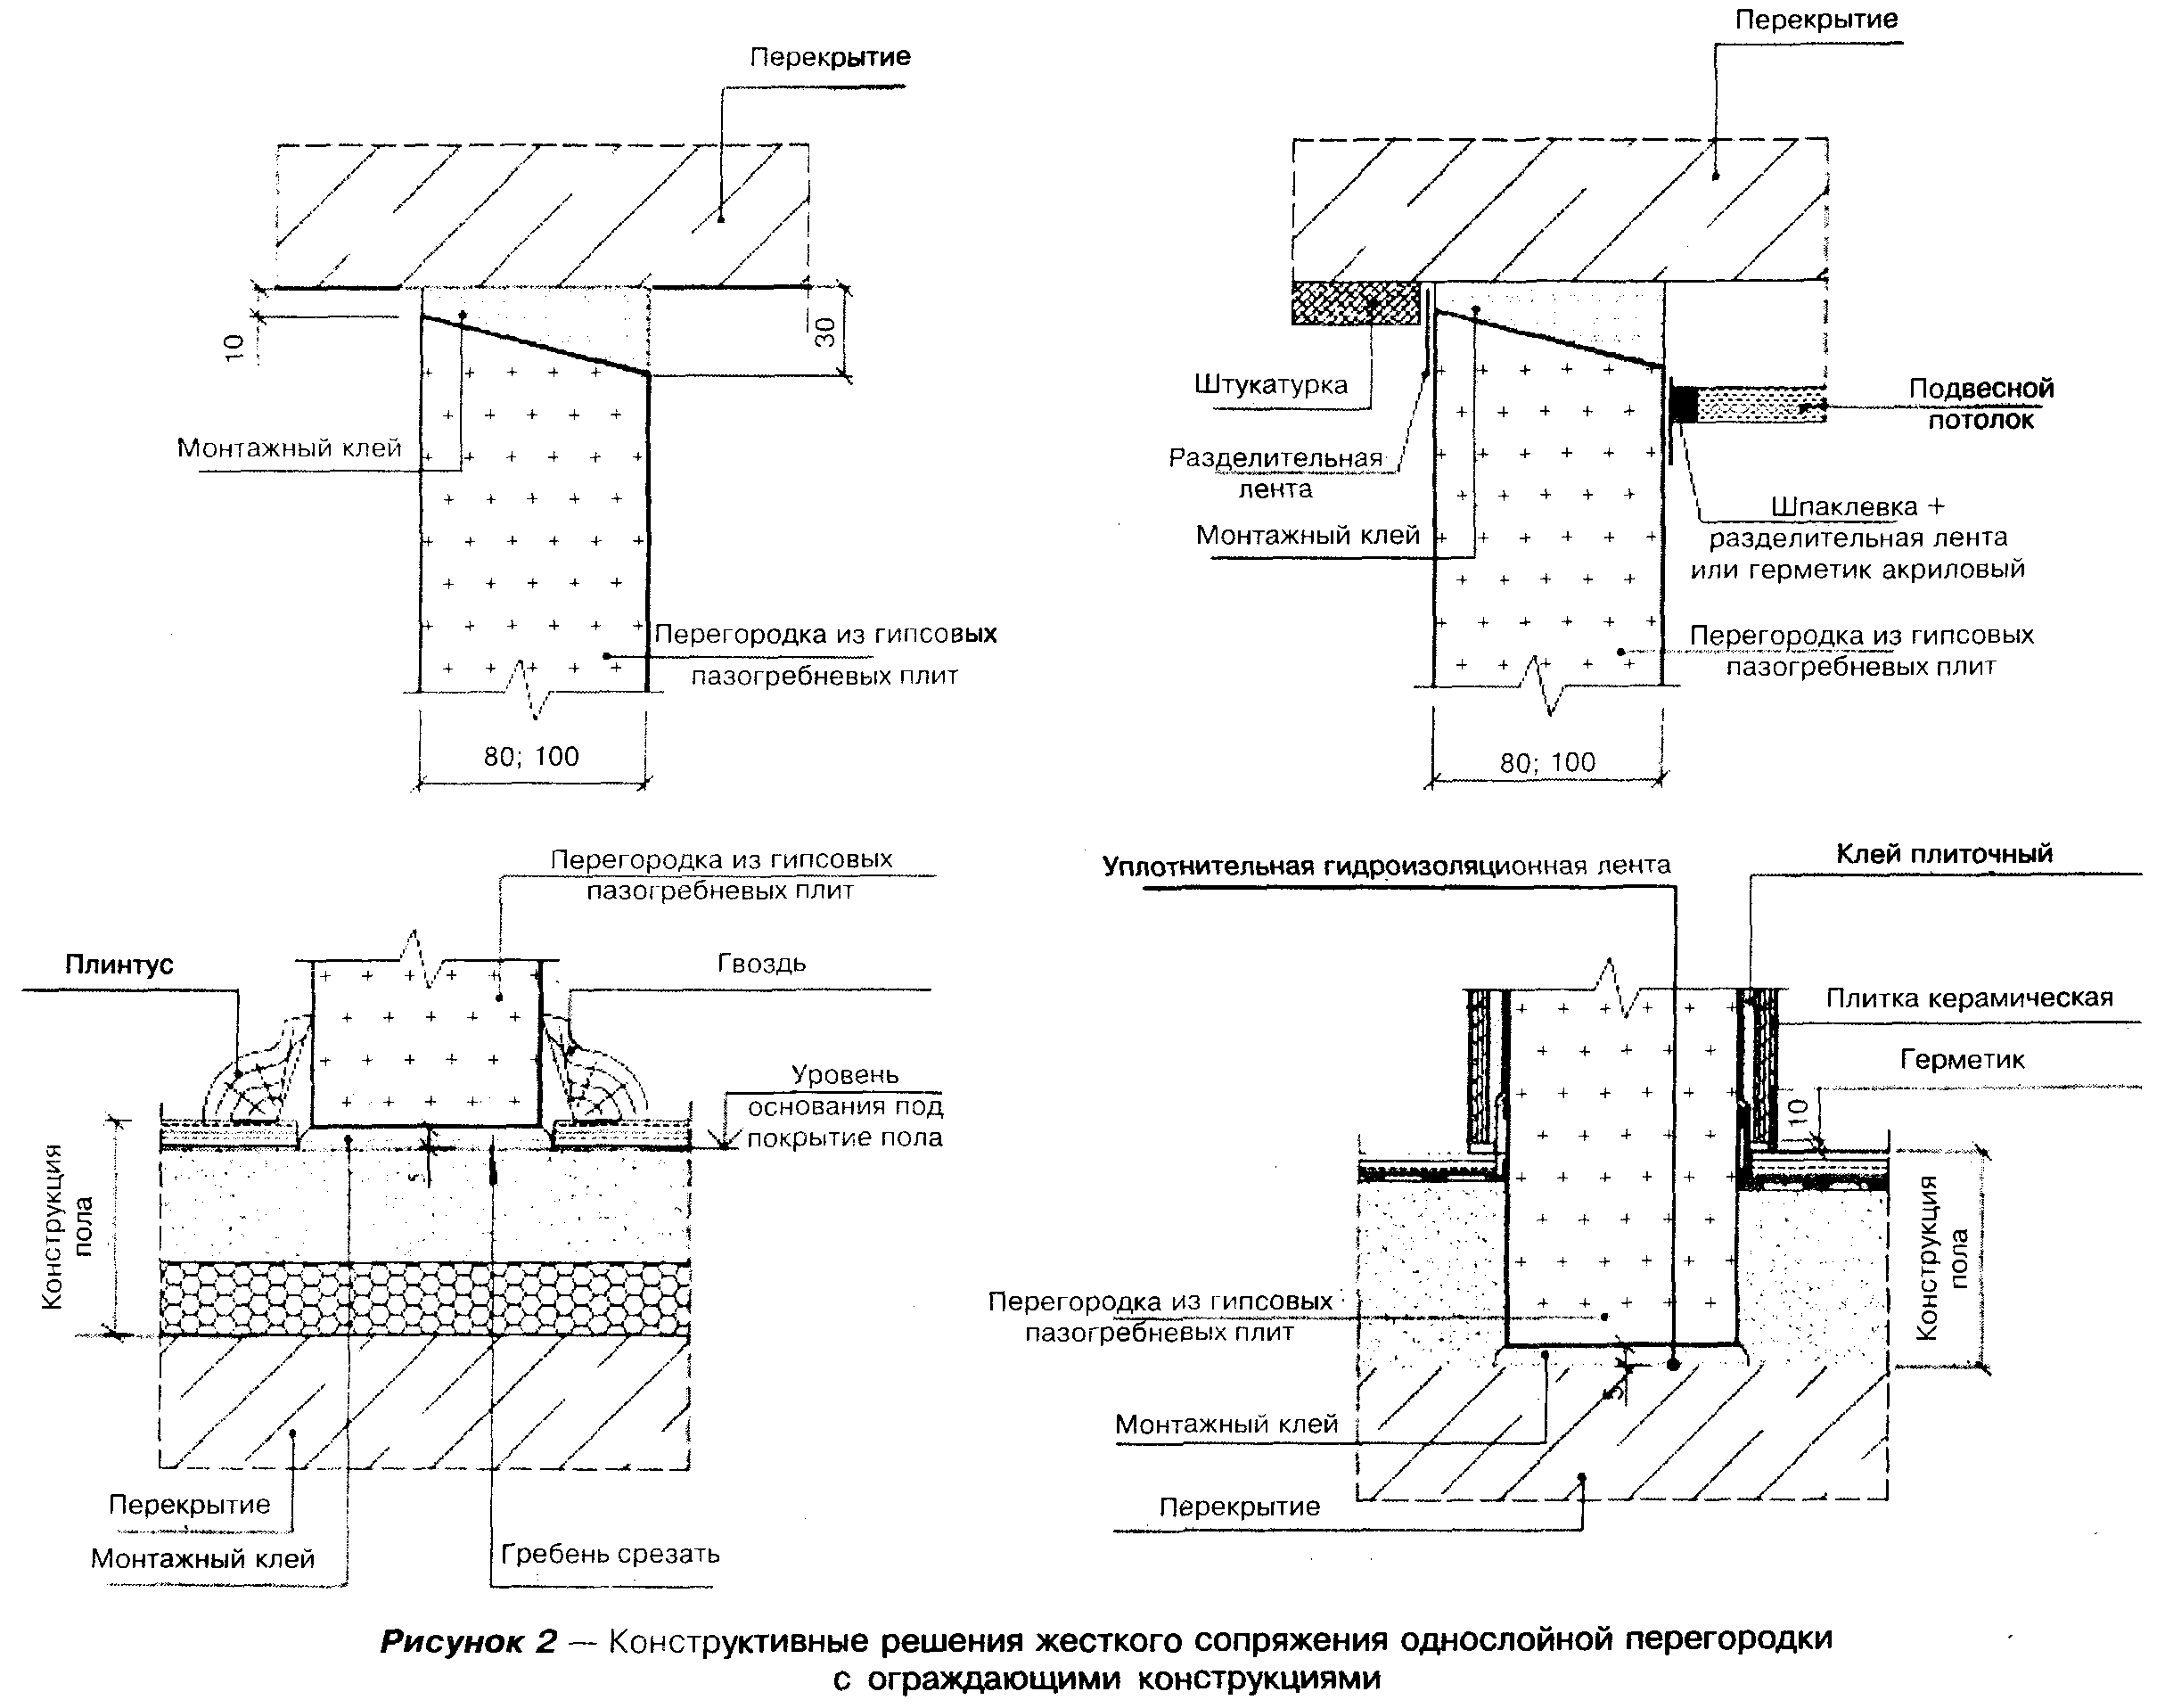 Перекрытие
10
30
Монтажный клей
Перегородка из гипсовых
пазогребневых плит
80; 100
Перекрытие
Штукатурка
Разделительная
лента
Монтажный клей
Подвесной
потолок
Шпаклевка +
разделительная лента
или герметик акриловый
Перегородка из гипсовых
пазогребневых плит
80; 100
Перегородка из гипсовых
пазогребневых плит
Плинтус
Гвоздь
Уровень
основания под
покрытие пола
5
Конструкция
пола
Перекрытие
Монтажный клей
Гребень срезать
Уплотнительная гидроизоляционная лента
Клей плиточный
Плитка керамическая
Герметик
10
Конструкция
пола
Перегородка из гипсовых
пазогребневых плит
5
Монтажный клей
Перекрытие
Рисунок 2 — Конструктивные решения жесткого сопряжения однослойной перегородки
с ограждающими конструкциями